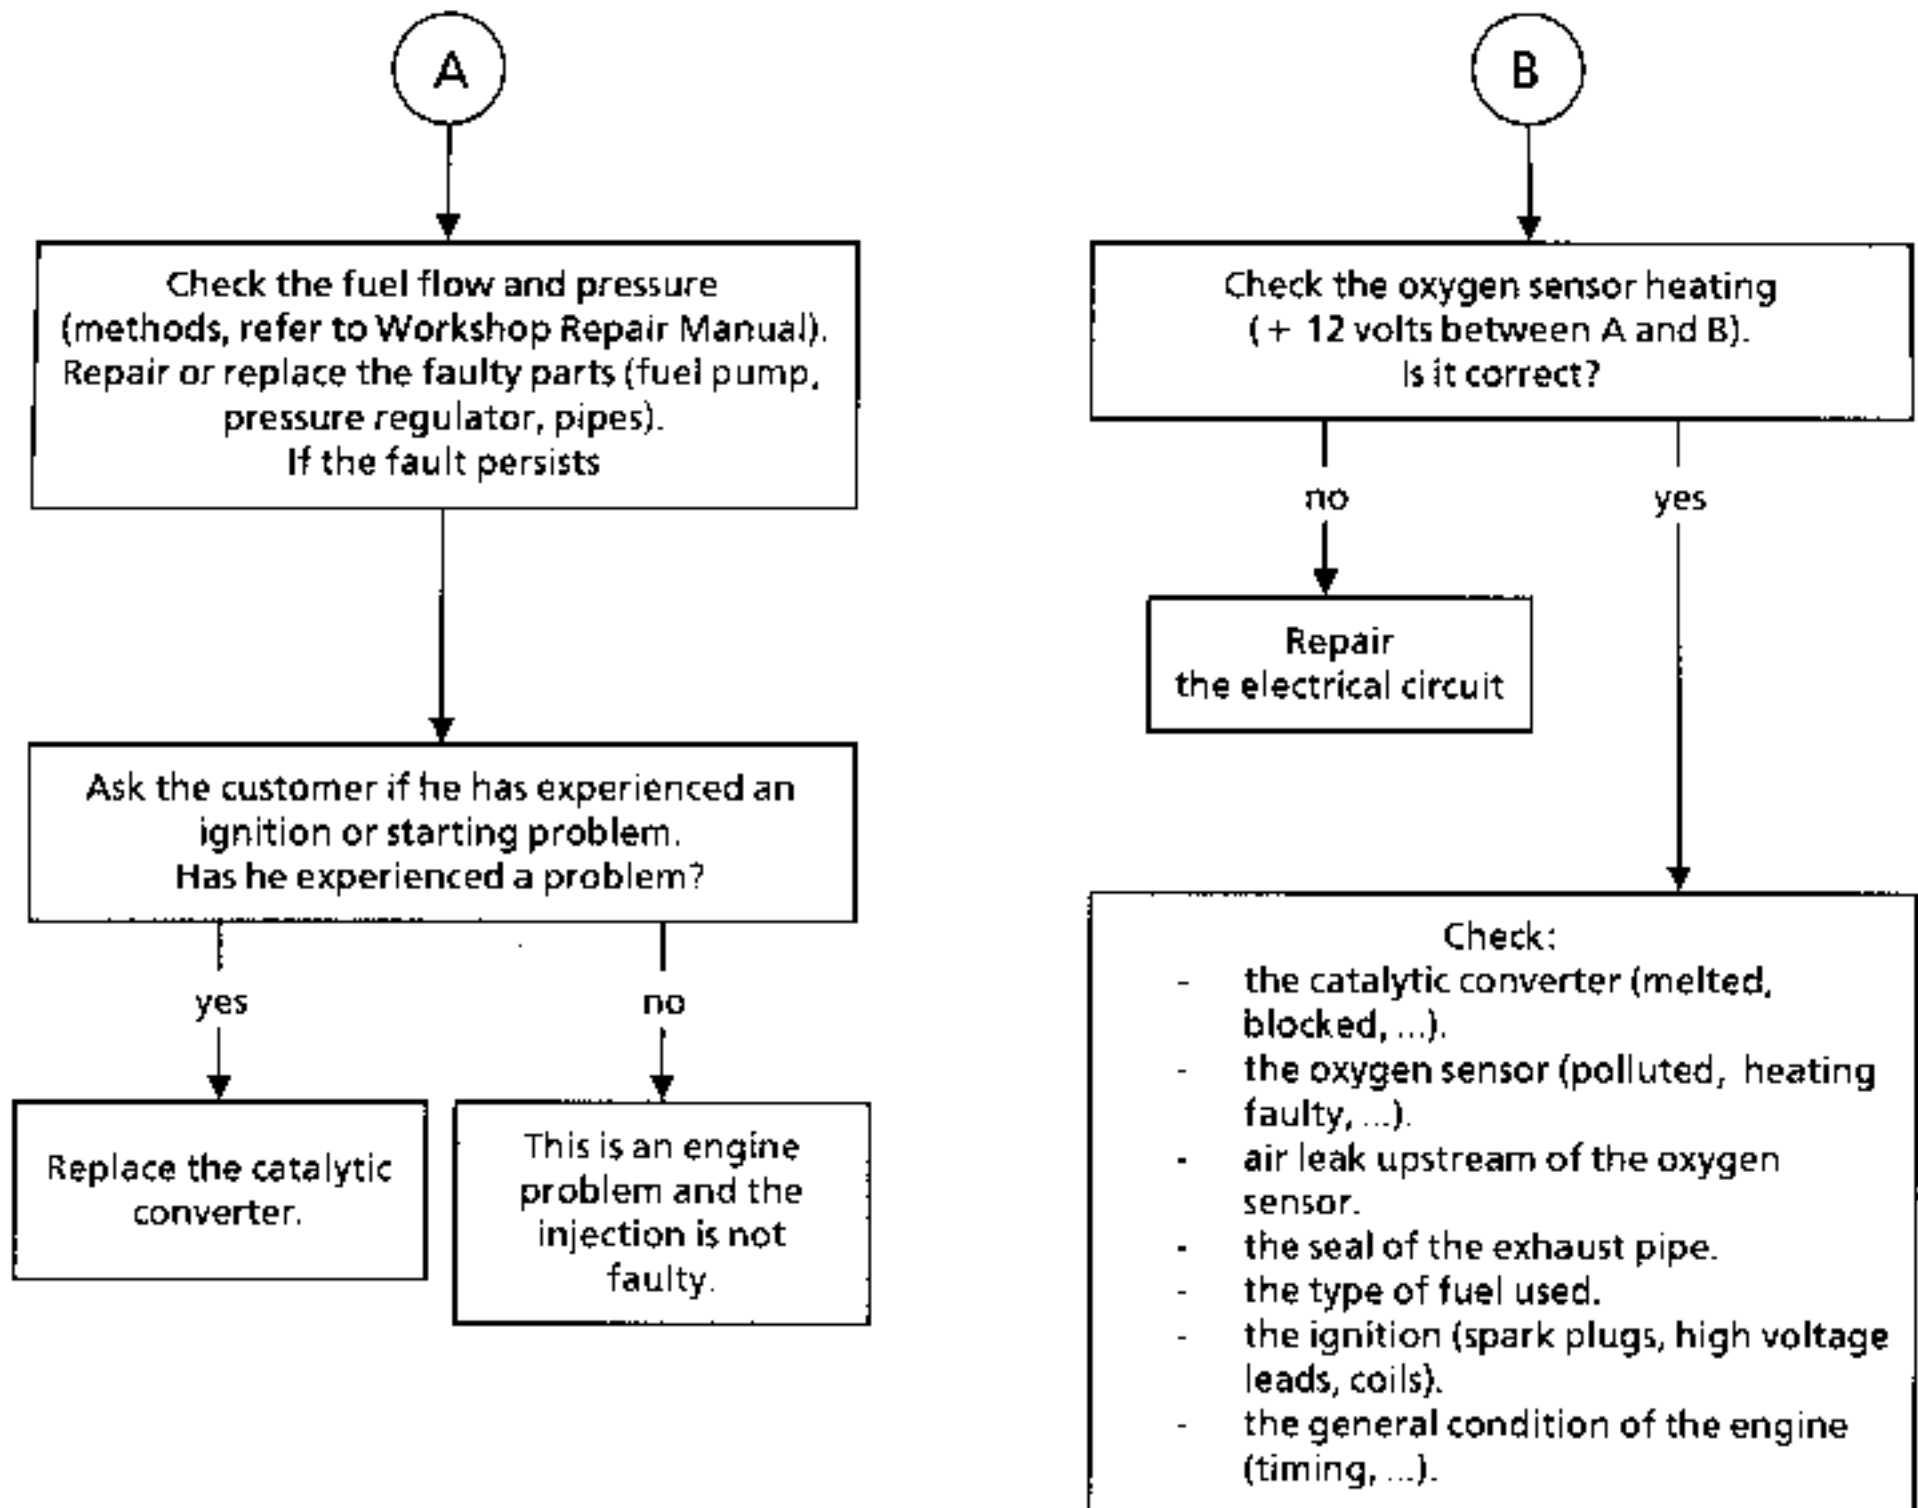 A
Check the fuel flow and pressure
(methods, refer to Workshop Repair Manual).
Repair or replace the faulty parts (fuel pump,
pressure regulator, pipes).
If the fault persists
Ask the customer if he has experienced an
ignition or starting problem.
Has he experienced a problem?
yes
no
Replace the catalytic
converter.
This is an engine
problem and the
injection is not
faulty.
B
Check the oxygen sensor heating
(+ 12 volts between A and B).
Is it correct?
no
yes
Repair
the electrical circuit
Check:
- the catalytic converter (melted,
blocked, ...).
- the oxygen sensor (polluted, heating
faulty, ...).
- air leak upstream of the oxygen
sensor.
- the seal of the exhaust pipe.
- the type of fuel used.
- the ignition (spark plugs, high voltage
leads, coils).
- the general condition of the engine
(timing, ...).